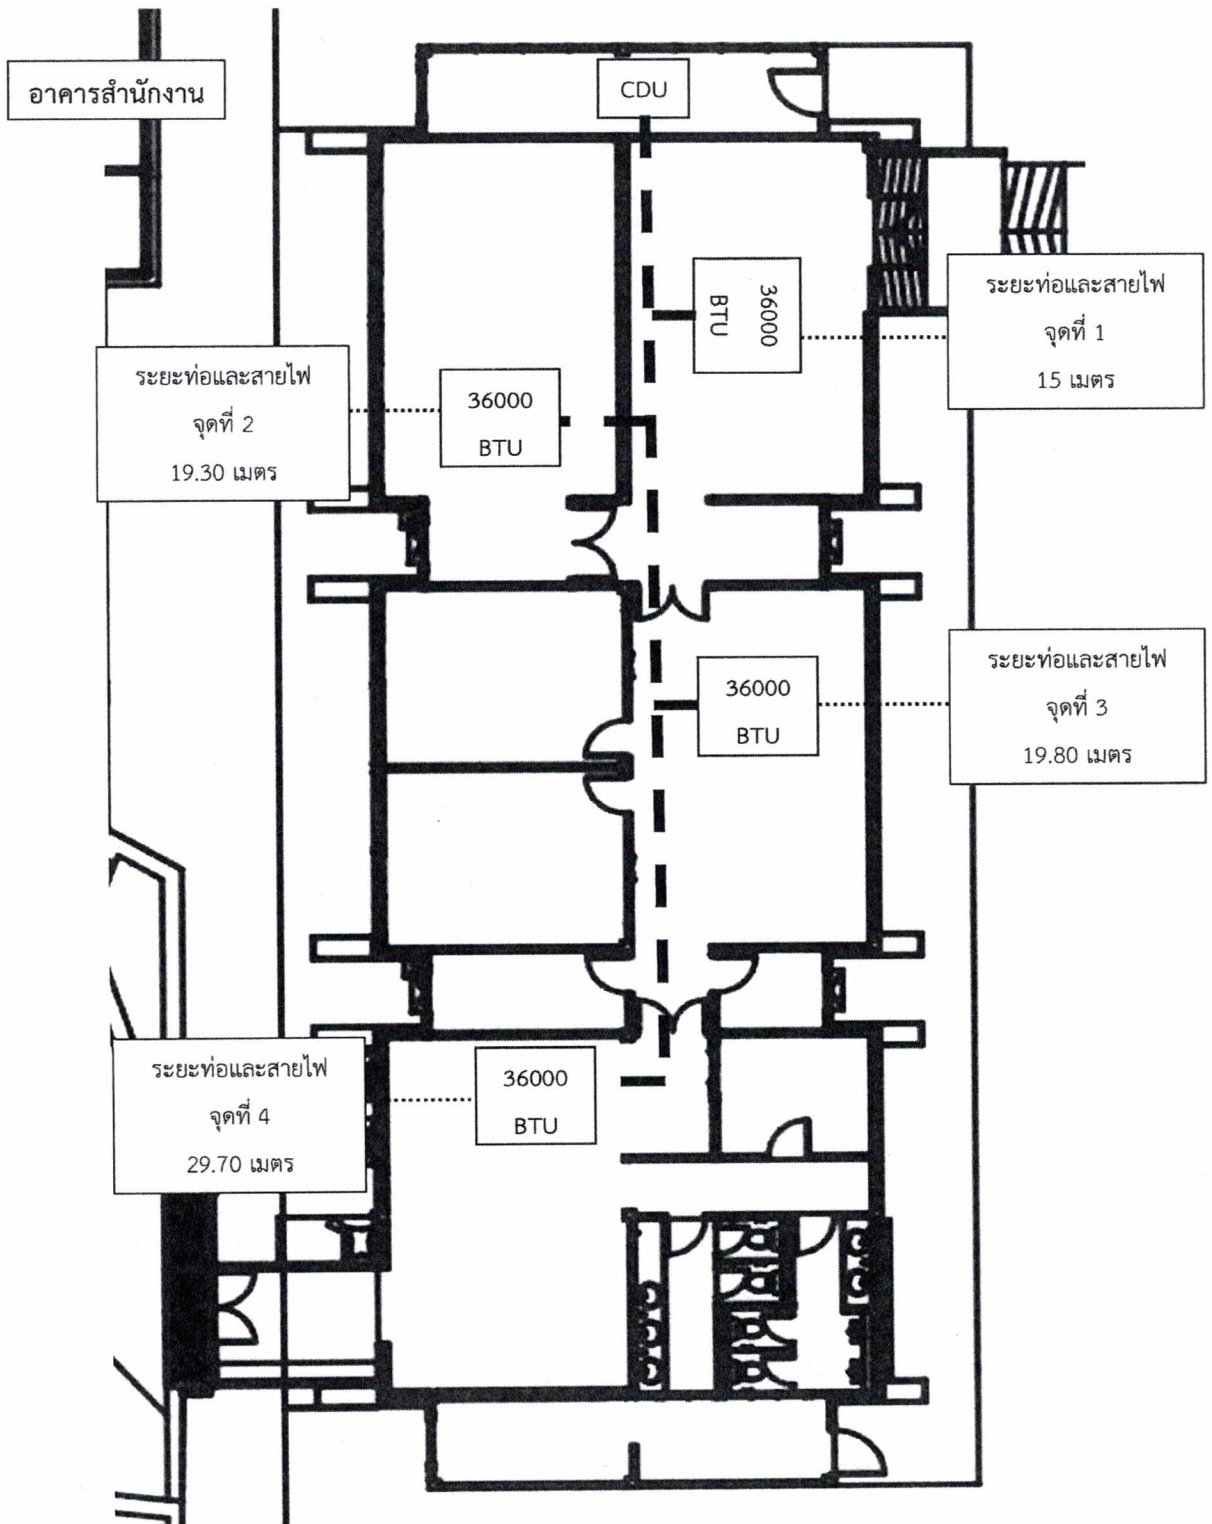 อาคารสำนักงาน
CDU
36000
BTU
ระยะท่อและสายไฟ
จุดที่ 1
15 เมตร
ระยะท่อและสายไฟ
จุดที่ 2
19.30 เมตร
36000
BTU
36000
BTU
ระยะท่อและสายไฟ
จุดที่ 3
19.80 เมตร
ระยะท่อและสายไฟ
จุดที่ 4
29.70 เมตร
36000
BTU